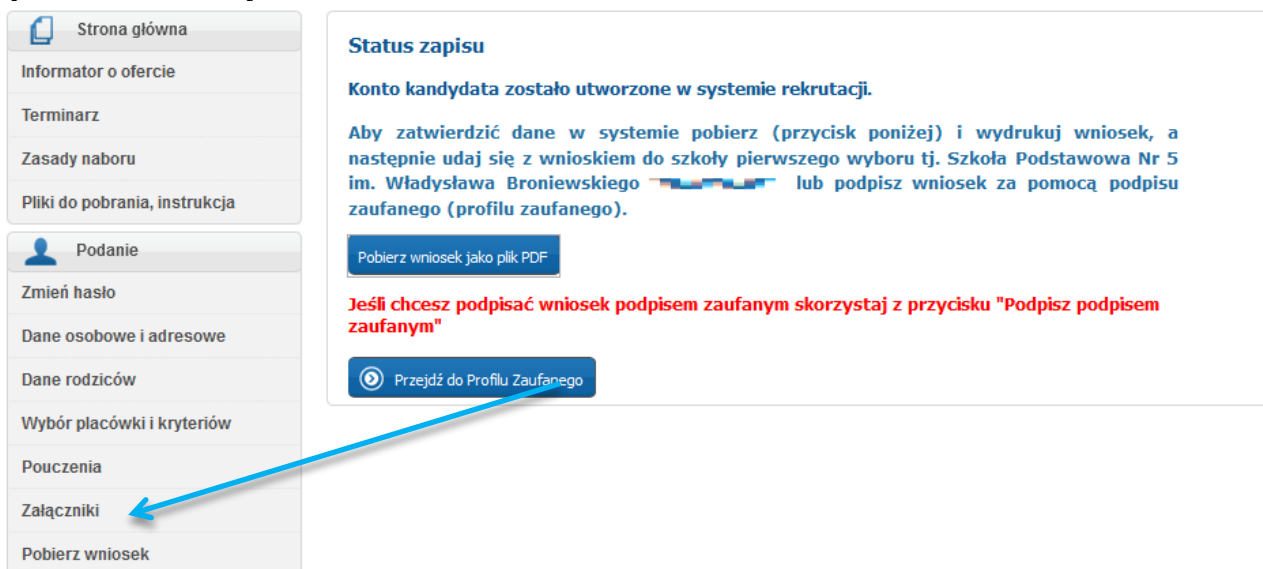 Strona główna
Informator o ofercie
Terminarz
Zasady naboru
Pliki do pobrania, instrukcja
Podanie
Zmień hasło
Dane osobowe i adresowe
Dane rodziców
Wybór placówki i kryteriów
Pouczenia
Załączniki
Pobierz wniosek
Status zapisu
Konto kandydata zostało utworzone w systemie rekrutacji.
Aby zatwierdzić dane w systemie pobierz (przycisk poniżej) i wydrukuj wniosek, a
następnie udaj się z wnioskiem do szkoły pierwszego wyboru tj. Szkoła Podstawowa Nr 5
im. Władysława Broniewskiego lub podpisz wniosek za pomocą podpisu
zaufanego (profilu zaufanego).
Pobierz wniosek jako plik PDF
Jeśli chcesz podpisać wniosek podpisem zaufanym skorzystaj z przycisku "Podpisz podpisem
zaufanym"
Przejdź do Profilu Zaufanego